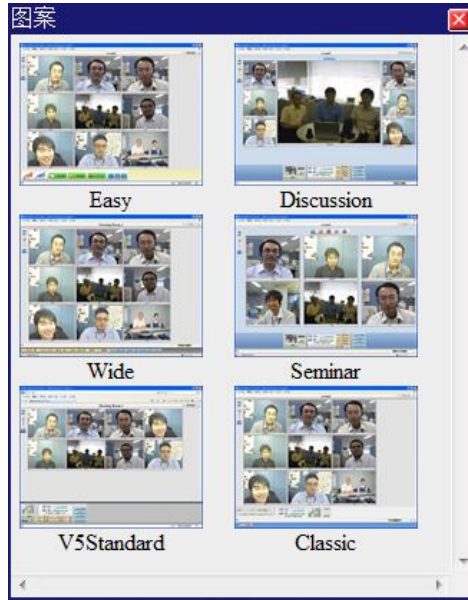 图案
Easy
Discussion
Wide
Seminar
V5Standard
Classic